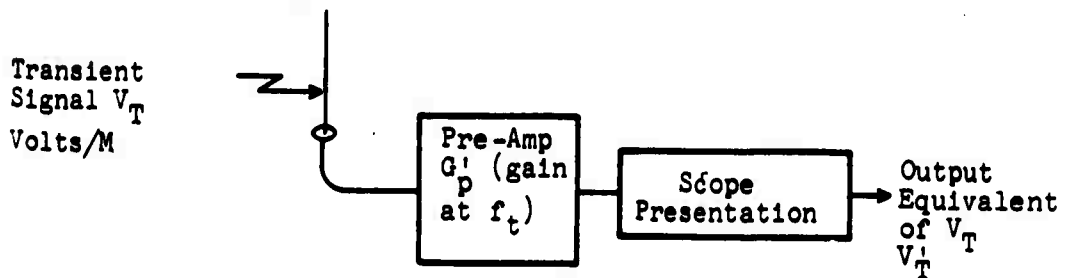 Transient
Signal V_T
Volts/M
Pre-Amp
G'_p (gain
at f_t)
Scope
Presentation
Output
Equivalent
of V_T
V'_T